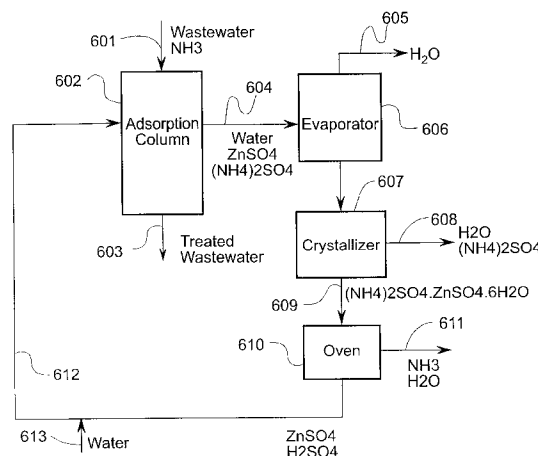 605
601
Wastewater
NH3
H2O
602
604
Adsorption
Column
Evaporator
606
Water
ZnSO4
(NH4)2SO4
607
608
603
Treated
Wastewater
Crystallizer
H2O
(NH4)2SO4
609
(NH4)2SO4.ZnSO4.6H2O
611
610
Oven
612
NH3
H2O
613
Water
ZnSO4
H2SO4